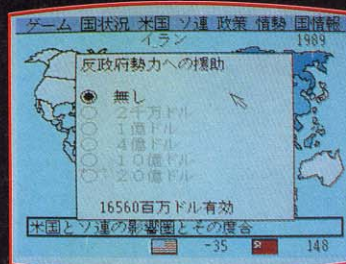 ゲーム 国状況 米国 ソ連 政策 情勢 国情報
イラン 1989
反政府勢力への援助
無し
2千万ドル
1億ドル
4億ドル
10億ドル
20億ドル
16560百万ドル有効
米国とソ連の影響圏とその度合
-35 148